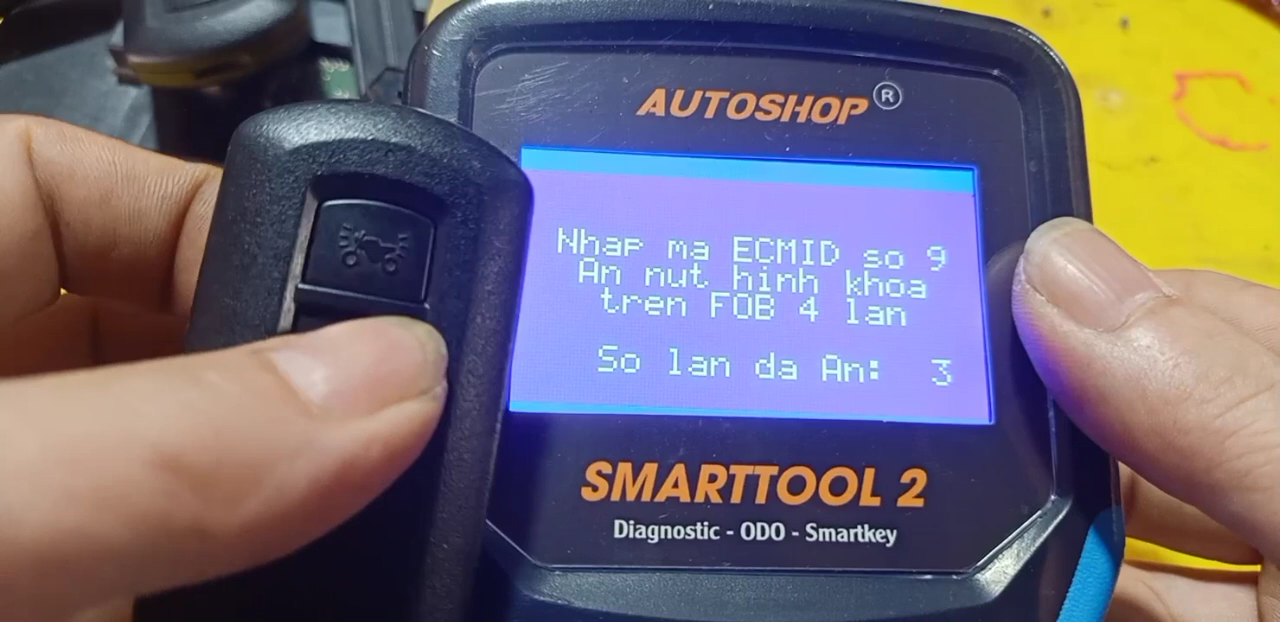 AUTOSHOP ®
Nhap ma ECMID so 9
An nut hinh khoa
tren FOB 4 lan
So lan da An: 3
SMARTTOOL 2
Diagnostic - ODO - Smartkey